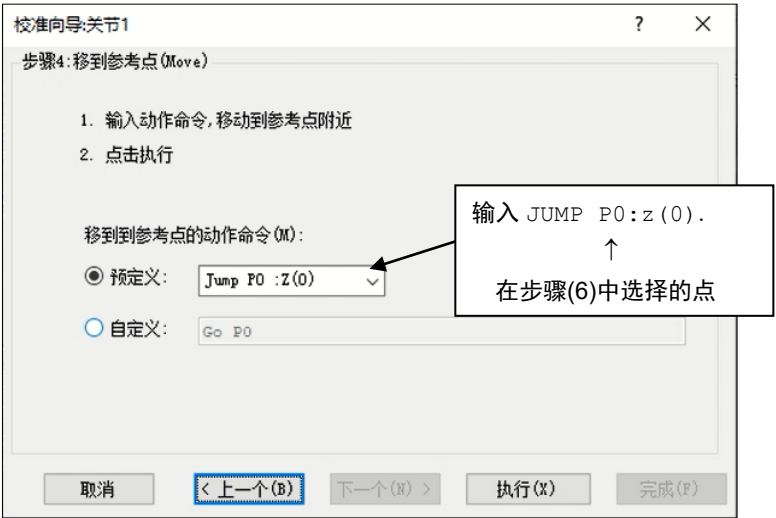 校准向导:关节1
?
步骤4:移到参考点(Move)
1. 输入动作命令,移动到参考点附近
2. 点击执行
输入 JUMP P0:z(0).
↑
在步骤(6)中选择的点
移到到参考点的动作命令(M):
预定义:
Jump P0 :Z(0)
自定义:
Go P0
取消
< 上一个(B)
下一个(N) >
执行(X)
完成(F)